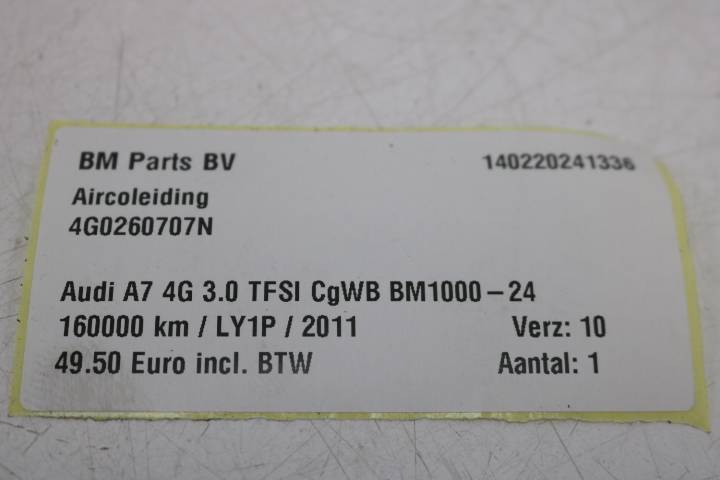 BM Parts BV 140220241336
Aircoleiding
4G0260707N
Audi A7 4G 3.0 TFSI CgWB BM1000-24
160000 km / LY1P / 2011 Verz: 10
49.50 Euro incl. BTW Aantal: 1